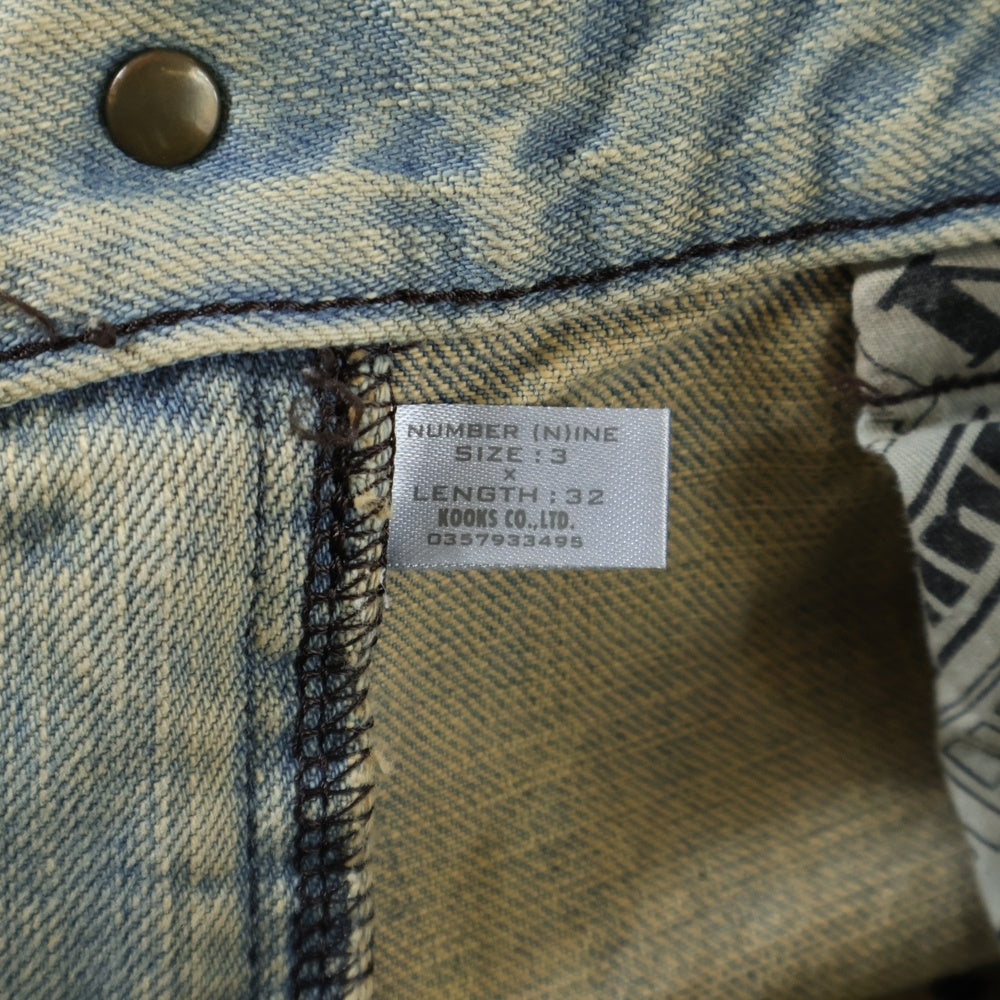 NUMBER (N)INE
SIZE : 3
x
LENGTH : 32
KOOKS CO.,LTD.
0357933495